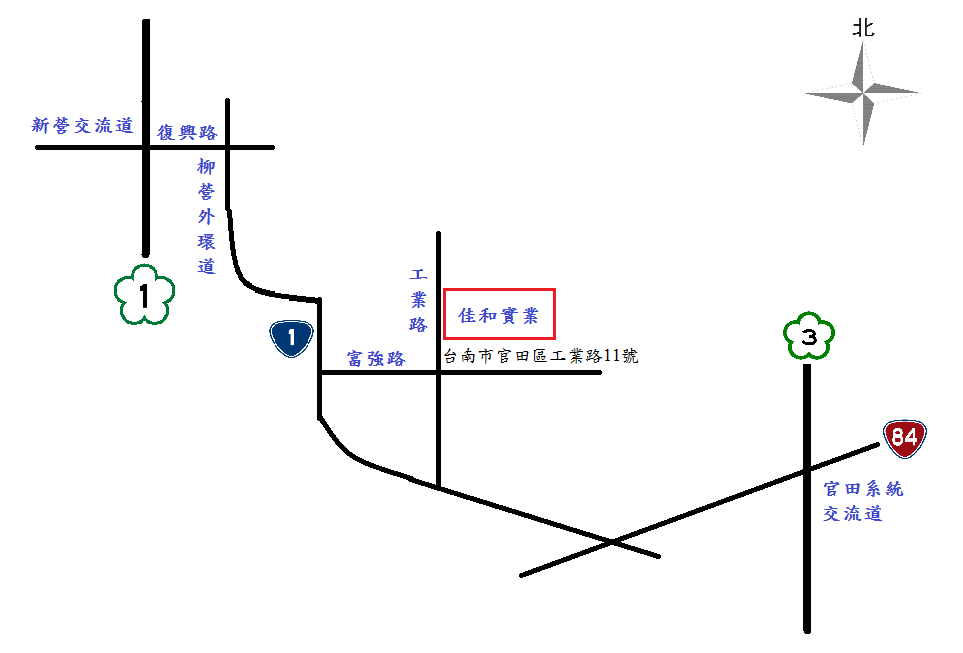 北
新營交流道
復興路
柳營外環道
1
工業路
佳和實業
1
富強路
台南市官田區工業路11號
3
84
官田系統
交流道